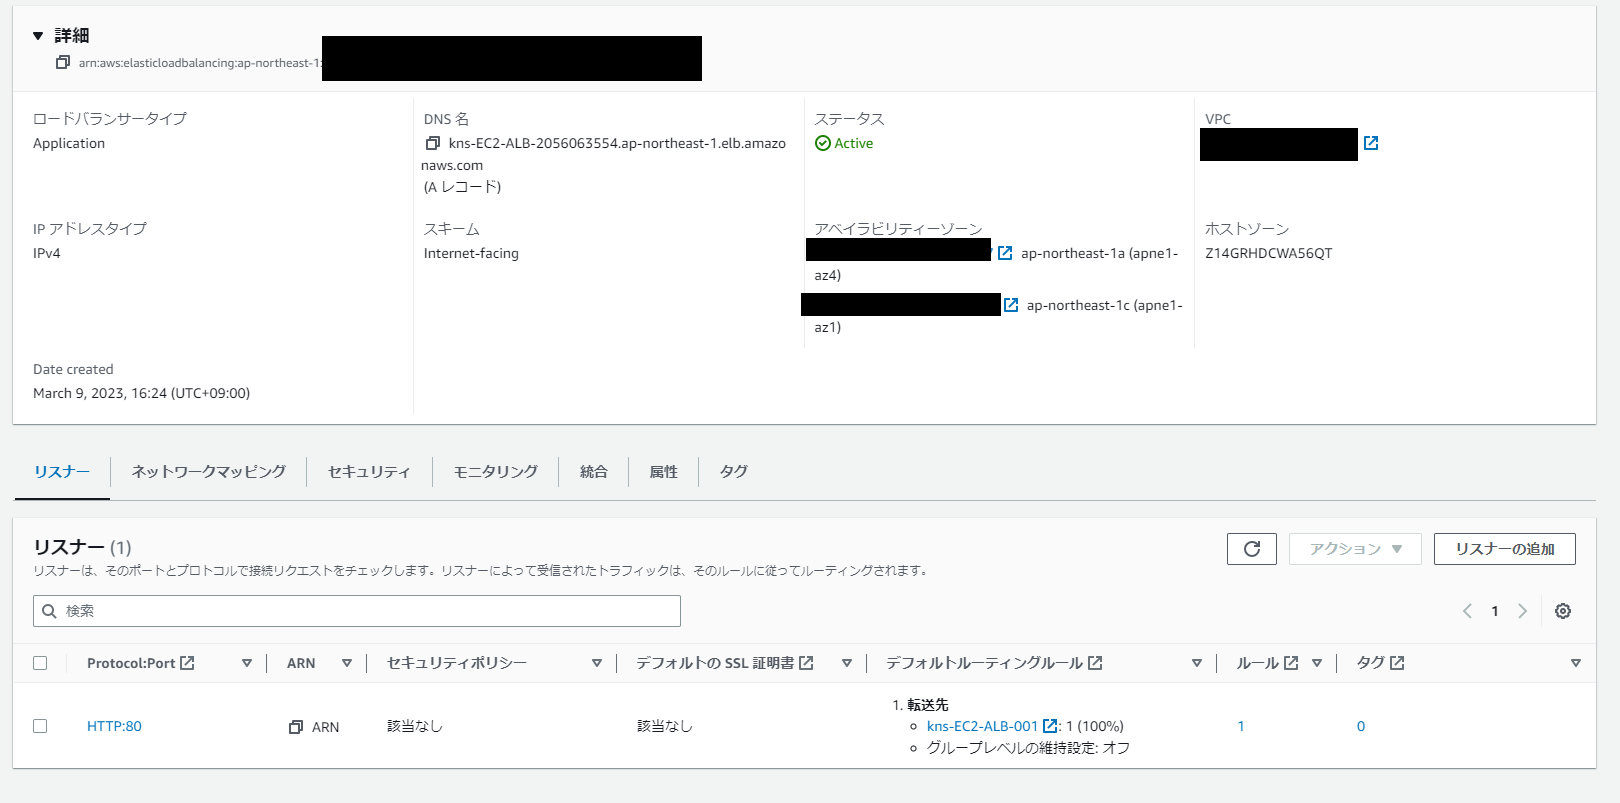 詳細
arn:aws:elasticloadbalancing:ap-northeast-1:
ロードバランサータイプ
Application
DNS 名
kns-EC2-ALB-2056063554.ap-northeast-1.elb.amazo
naws.com
(A レコード)
ステータス
Active
VPC
IP アドレスタイプ
IPv4
スキーム
Internet-facing
アベイラビリティーゾーン
ap-northeast-1a (apne1-
az4)
ap-northeast-1c (apne1-
az1)
ホストゾーン
Z14GRHDCWA56QT
Date created
March 9, 2023, 16:24 (UTC+09:00)
リスナー ネットワークマッピング セキュリティ モニタリング 統合 属性 タグ
リスナー (1)
アクション リスナーの追加
リスナーは、そのポートとプロトコルで接続リクエストをチェックします。リスナーによって受信されたトラフィックは、そのルールに従ってルーティングされます。
検索
1
Protocol:Port ARN セキュリティポリシー デフォルトの SSL 証明書 デフォルトルーティングルール ルール タグ
HTTP:80 ARN 該当なし 該当なし
1. 転送先
kns-EC2-ALB-001 : 1 (100%)
グループレベルの維持設定: オフ
1 0